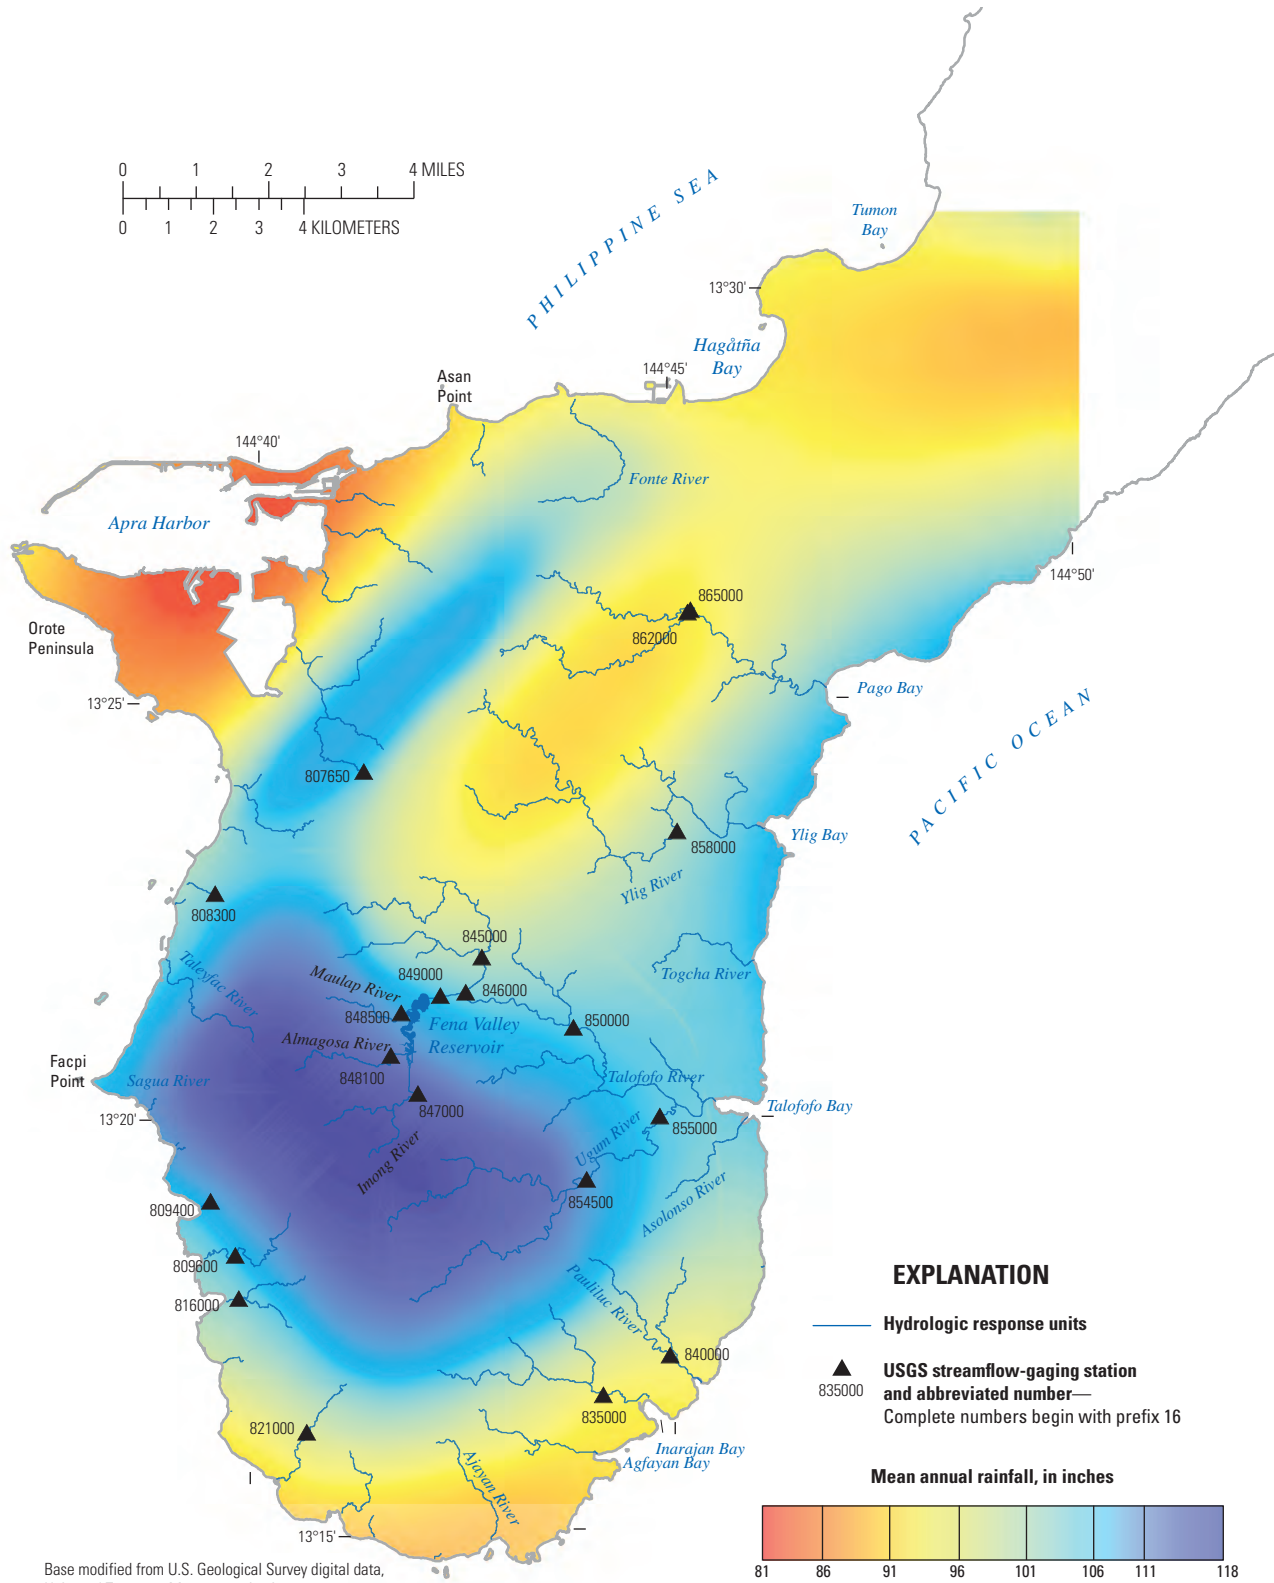 0 1 2 3 4 MILES
0 1 2 3 4 KILOMETERS
PHILIPPINE SEA
Tumon
Bay
13°30'
Hagåtña
Bay
144°45'
Asan
Point
144°40'
Fonte River
Apra Harbor
144°50'
865000
862000
Orote
Peninsula
Pago Bay
13°25'
PACIFIC OCEAN
807650
Ylig Bay
858000
Ylig River
808300
845000
Togcha River
849000
Maulap River
846000
Taleyfac River
848500
Fena Valley
Reservoir
850000
Almagosa River
Facpi
Point
848100
Sagua River
Talofofo River
847000
Talofofo Bay
13°20'
855000
Ugum River
Imong River
854500
Asolonso River
809400
809600
816000
Pauliluc River
840000
835000
821000
Inarajan Bay
Agfayan Bay
Ajayan River
13°15'
EXPLANATION
Hydrologic response units
835000
USGS streamflow-gaging station
and abbreviated number—
Complete numbers begin with prefix 16
Mean annual rainfall, in inches
81 86 91 96 101 106 111 118
Base modified from U.S. Geological Survey digital data,